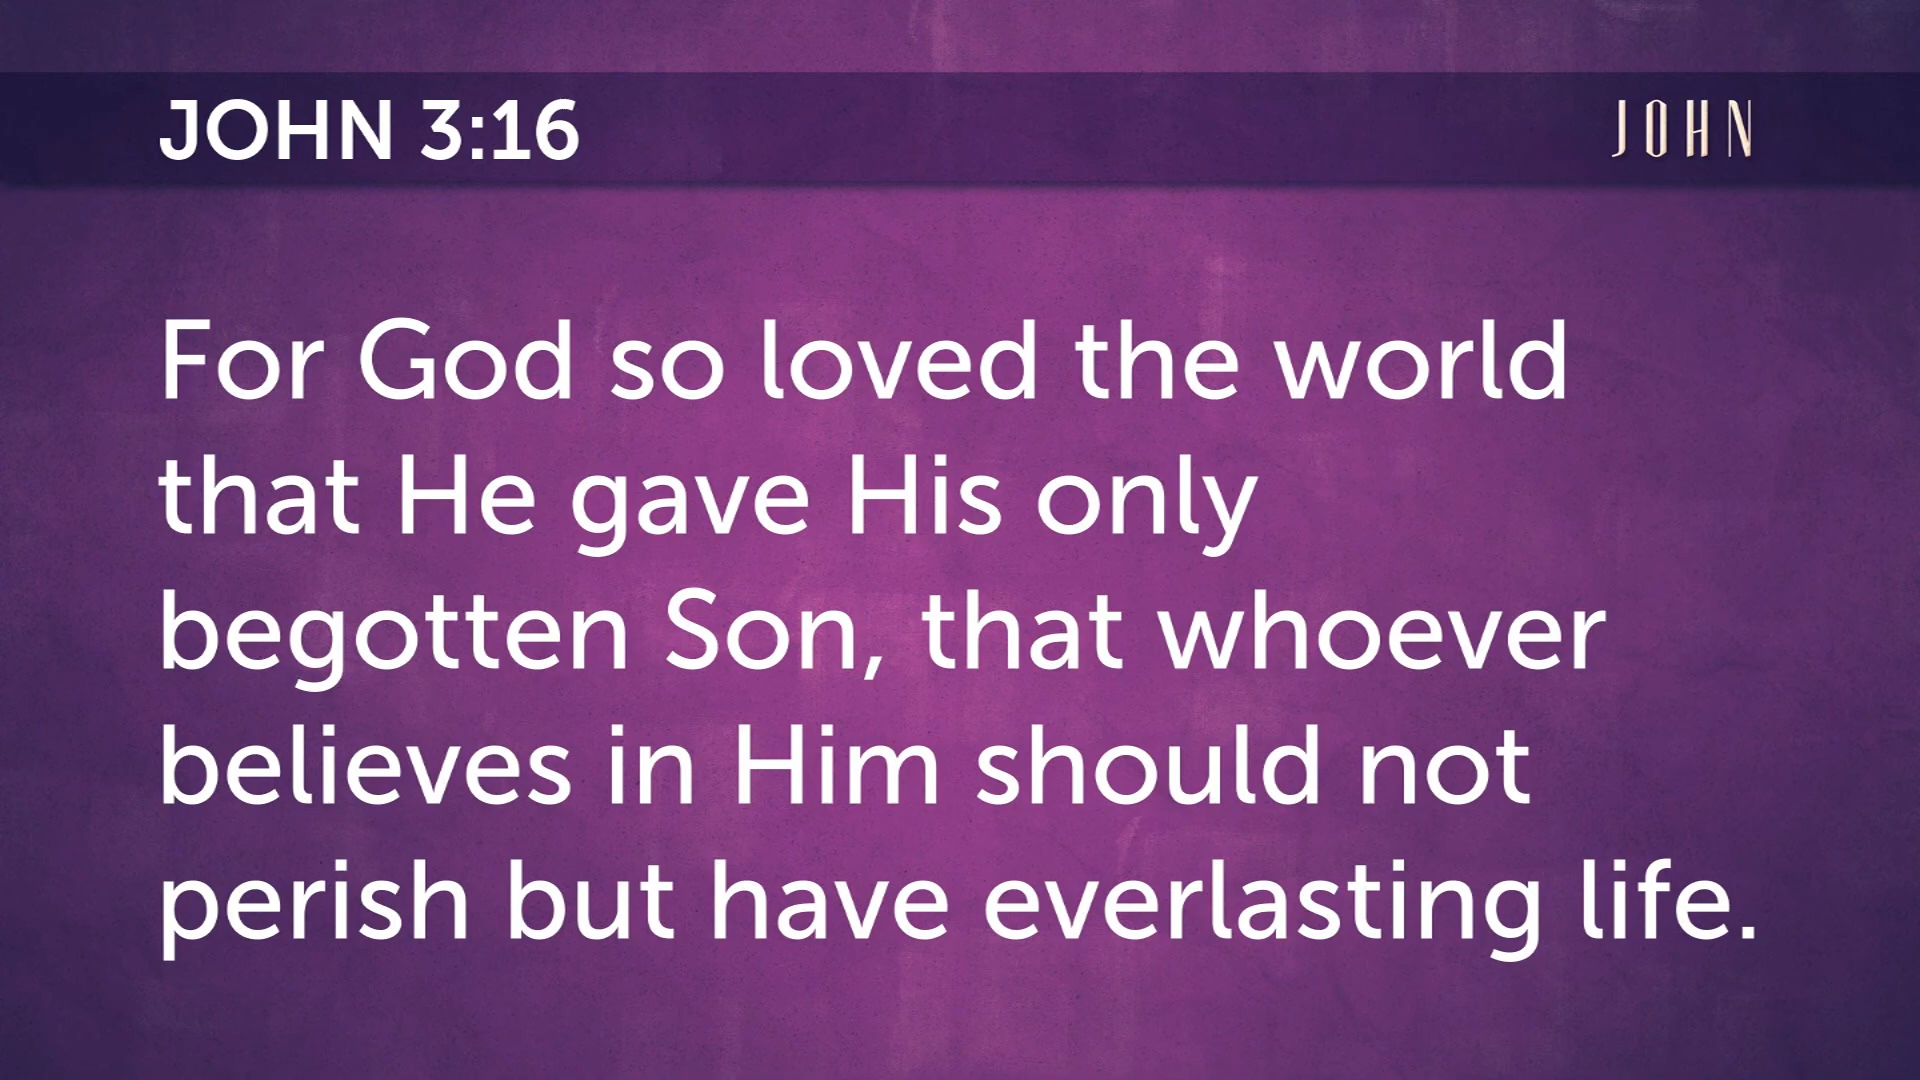 JOHN 3:16
JOHN
For God so loved the world
that He gave His only
begotten Son, that whoever
believes in Him should not
perish but have everlasting life.